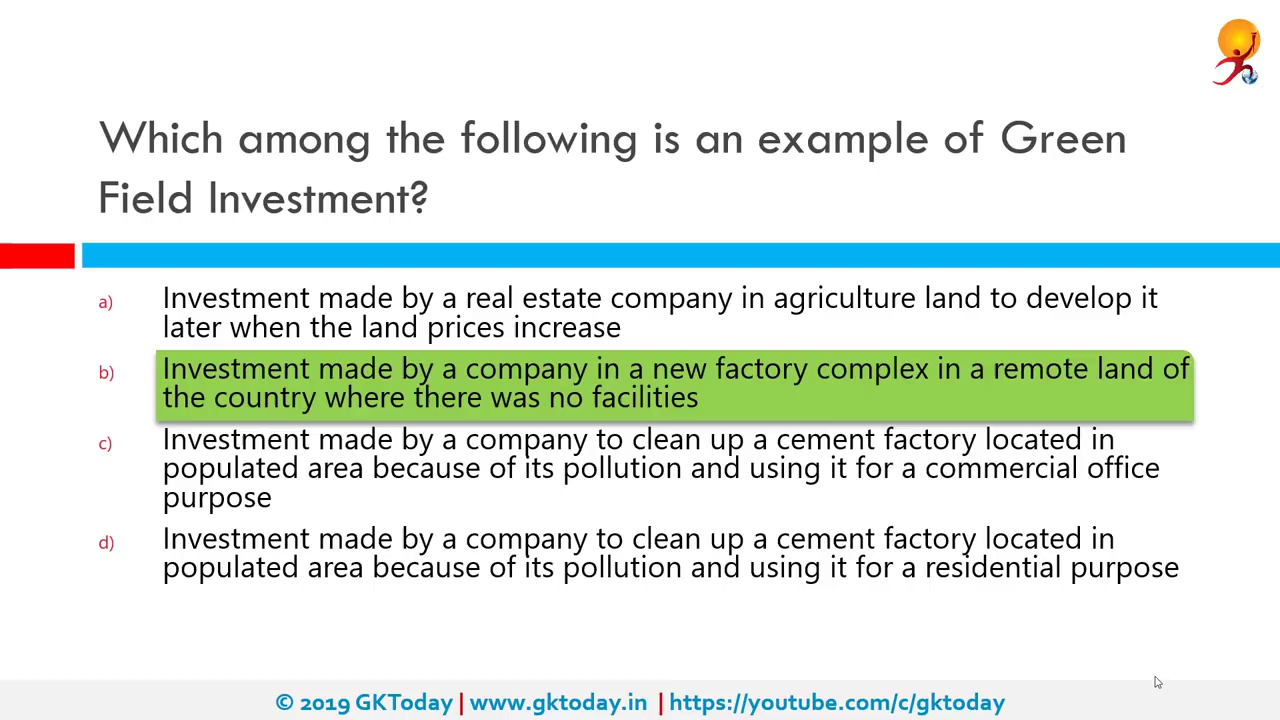 Which among the following is an example of Green
Field Investment?
a) Investment made by a real estate company in agriculture land to develop it
later when the land prices increase
b) Investment made by a company in a new factory complex in a remote land of
the country where there was no facilities
c) Investment made by a company to clean up a cement factory located in
populated area because of its pollution and using it for a commercial office
purpose
d) Investment made by a company to clean up a cement factory located in
populated area because of its pollution and using it for a residential purpose
© 2019 GKToday | www.gktoday.in | https://youtube.com/c/gktoday